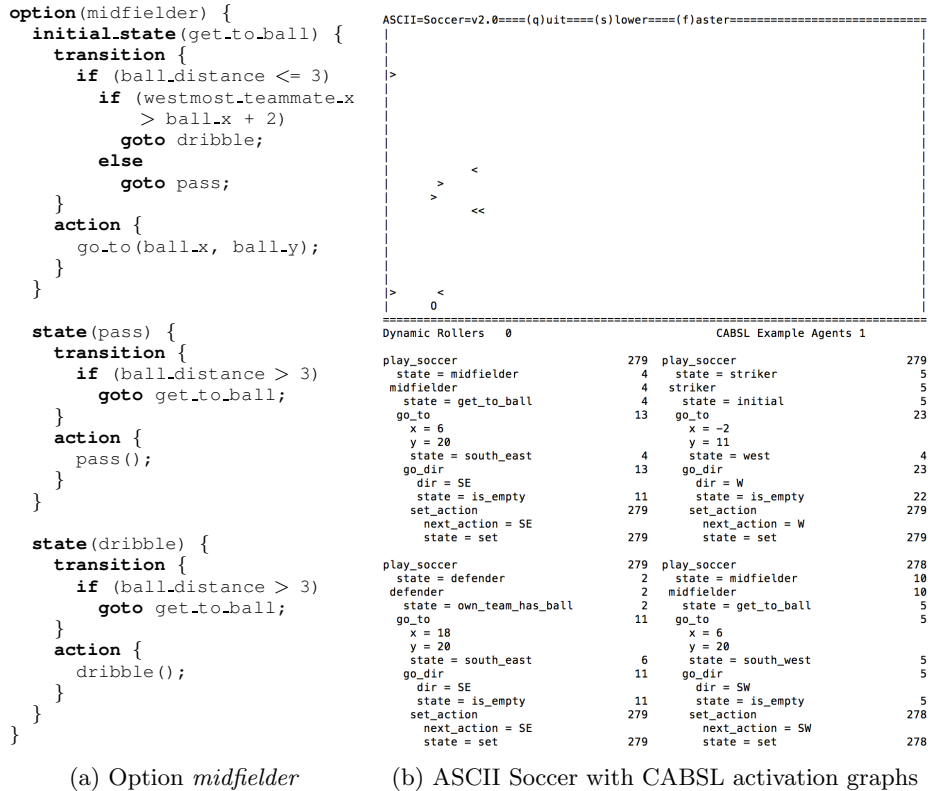 option(midfielder) {
initial_state(get_to_ball) {
transition {
if (ball_distance <= 3)
if (westmost_teammate_x
> ball_x + 2)
goto dribble;
else
goto pass;
}
action {
go_to(ball_x, ball_y);
}
}
state(pass) {
transition {
if (ball_distance > 3)
goto get_to_ball;
}
action {
pass();
}
}
state(dribble) {
transition {
if (ball_distance > 3)
goto get_to_ball;
}
action {
dribble();
}
}
}
(a) Option midfielder
ASCII=Soccer=v2.0====(q)uit====(s)lower====(f)aster=============================
|>
<
>
>
<<
|> <
O
Dynamic Rollers 0 CABSL Example Agents 1
play_soccer 279
state = midfielder 4
midfielder 4
state = get_to_ball 4
go_to 13
x = 6
y = 20
state = south_east 4
go_dir 13
dir = SE
state = is_empty 11
set_action 279
next_action = SE
state = set 279
play_soccer 279
state = striker 5
striker 5
state = initial 5
go_to 23
x = -2
y = 11
state = west 4
go_dir 23
dir = W
state = is_empty 22
set_action 279
next_action = W
state = set 279
play_soccer 279
state = defender 2
defender 2
state = own_team_has_ball 2
go_to 11
x = 18
y = 20
state = south_east 6
go_dir 11
dir = SE
state = is_empty 11
set_action 279
next_action = SE
state = set 279
play_soccer 278
state = midfielder 10
midfielder 10
state = get_to_ball 5
go_to 5
x = 6
y = 20
state = south_west 5
go_dir 5
dir = SW
state = is_empty 5
set_action 278
next_action = SW
state = set 278
(b) ASCII Soccer with CABSL activation graphs